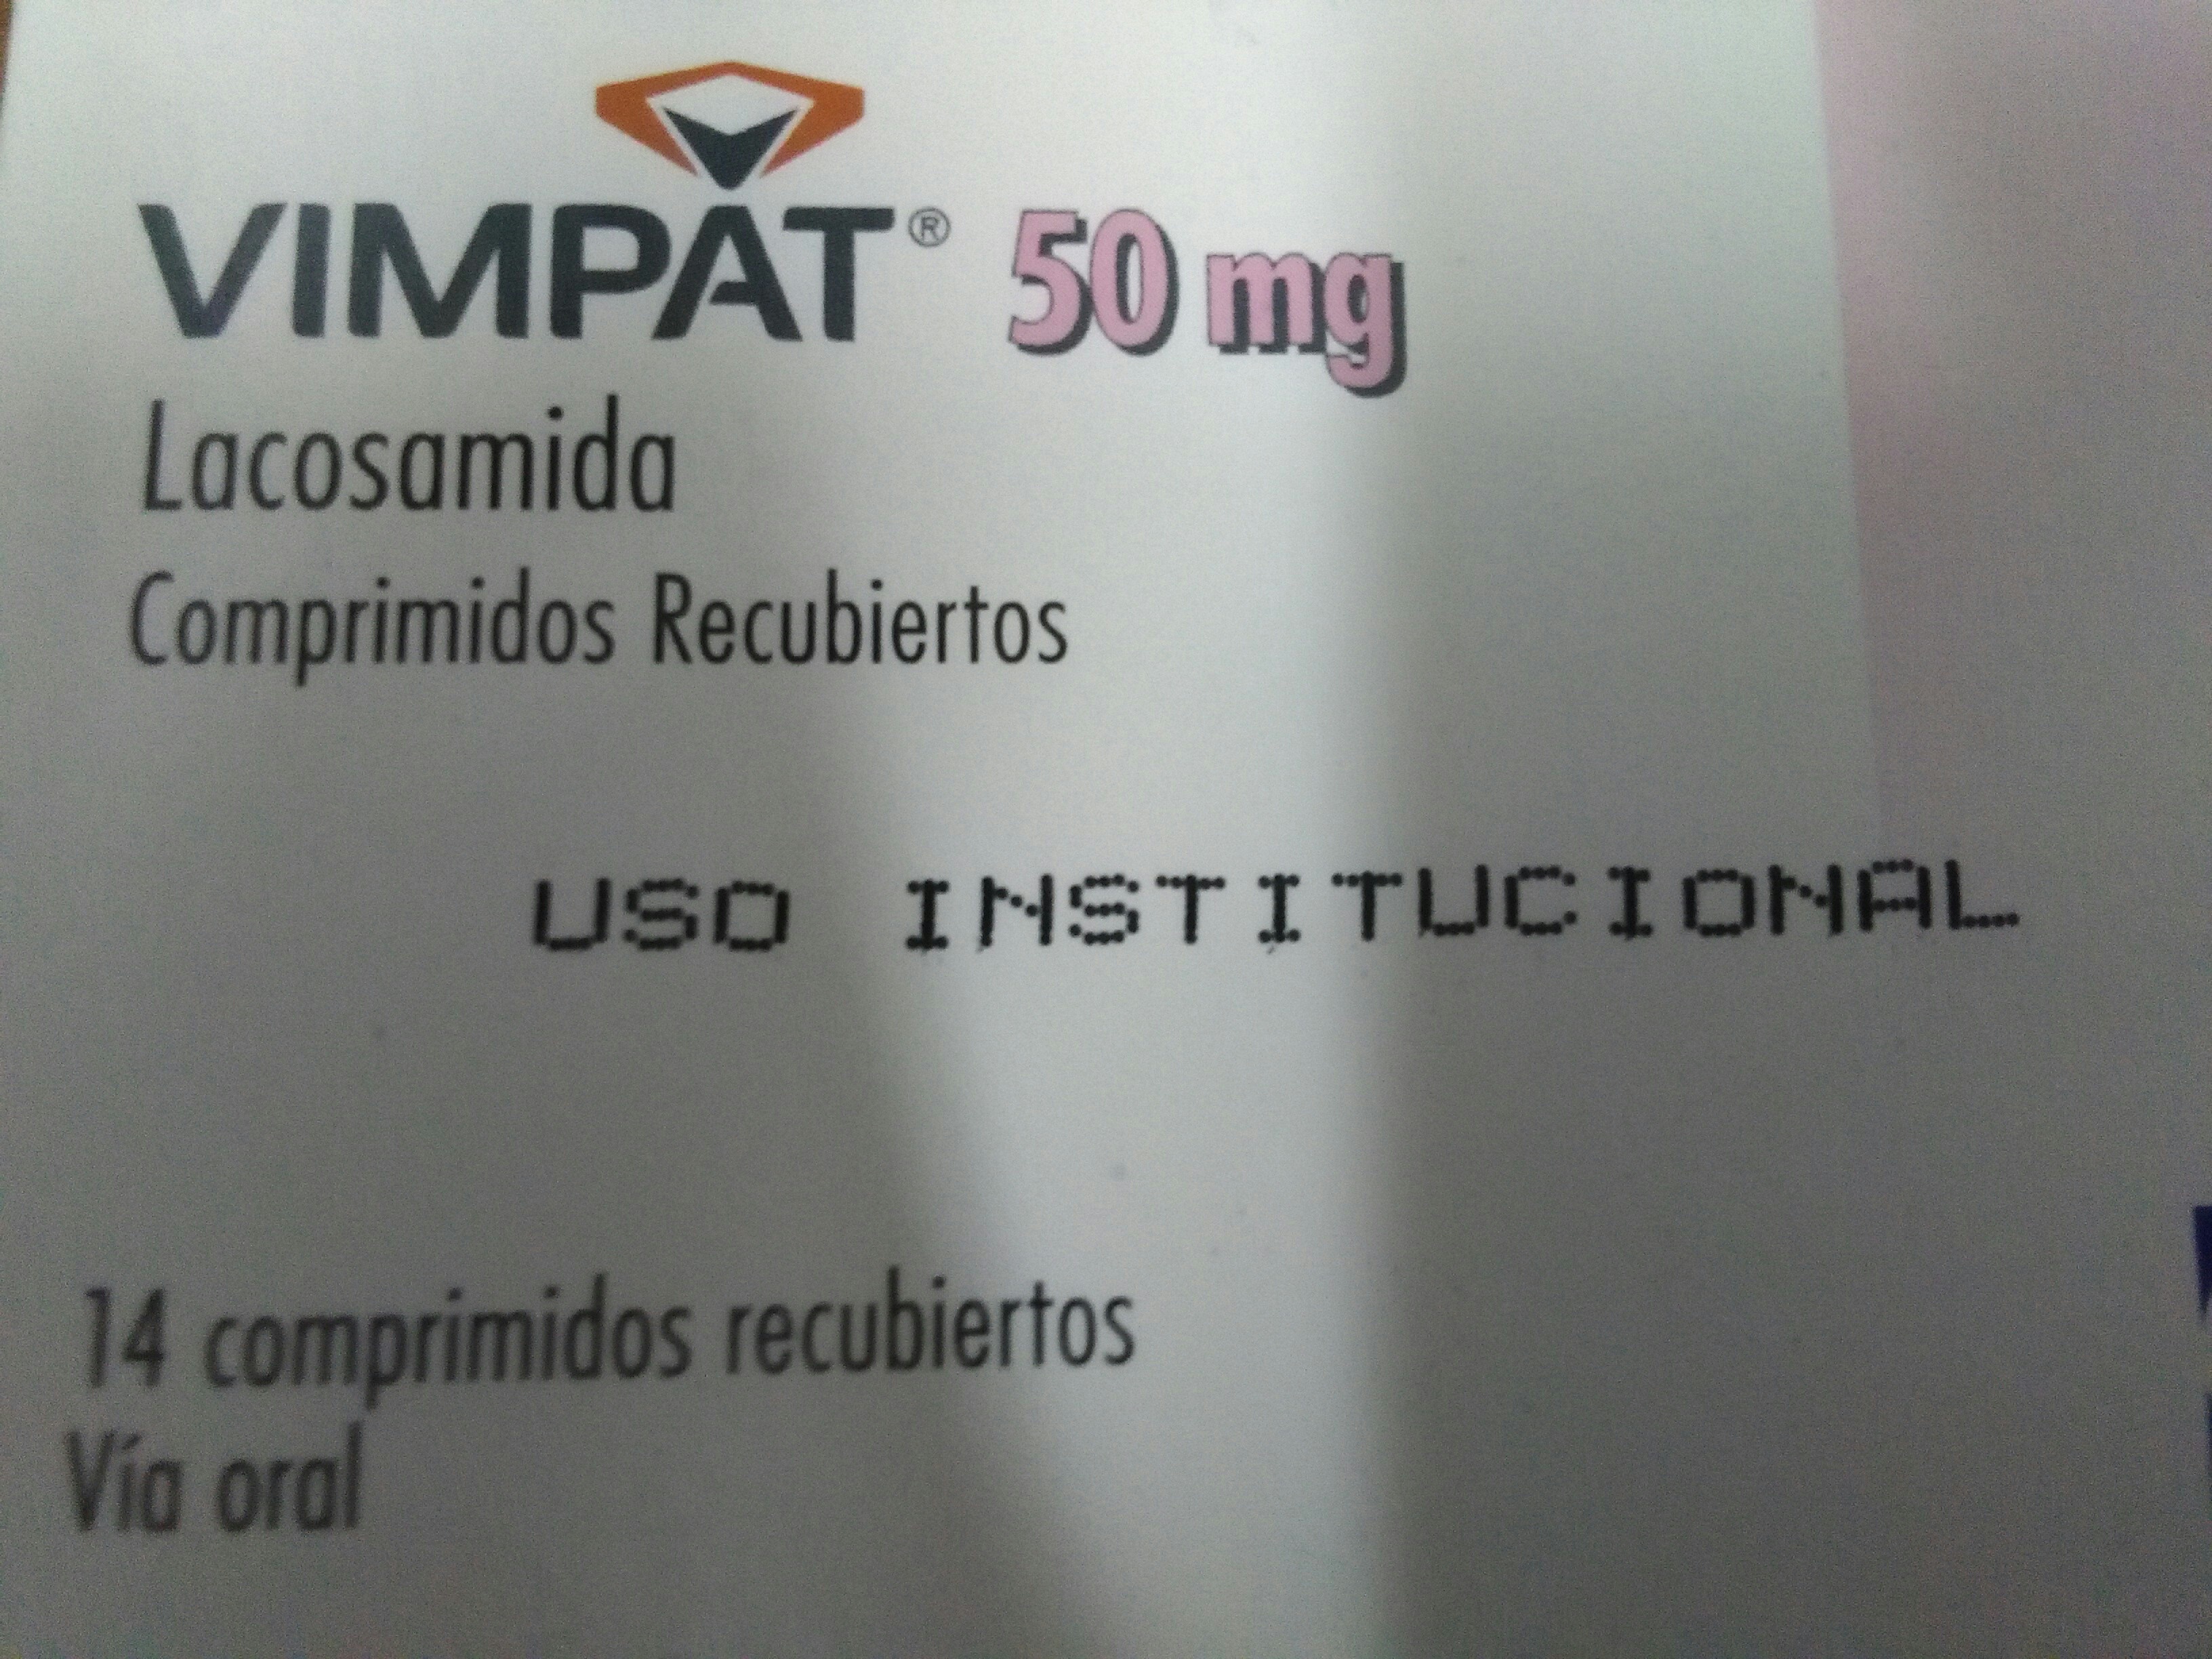 VIMPAT® 50 mg
Lacosamida
Comprimidos Recubiertos
USO INSTITUCIONAL
14 comprimidos recubiertos
Vía oral